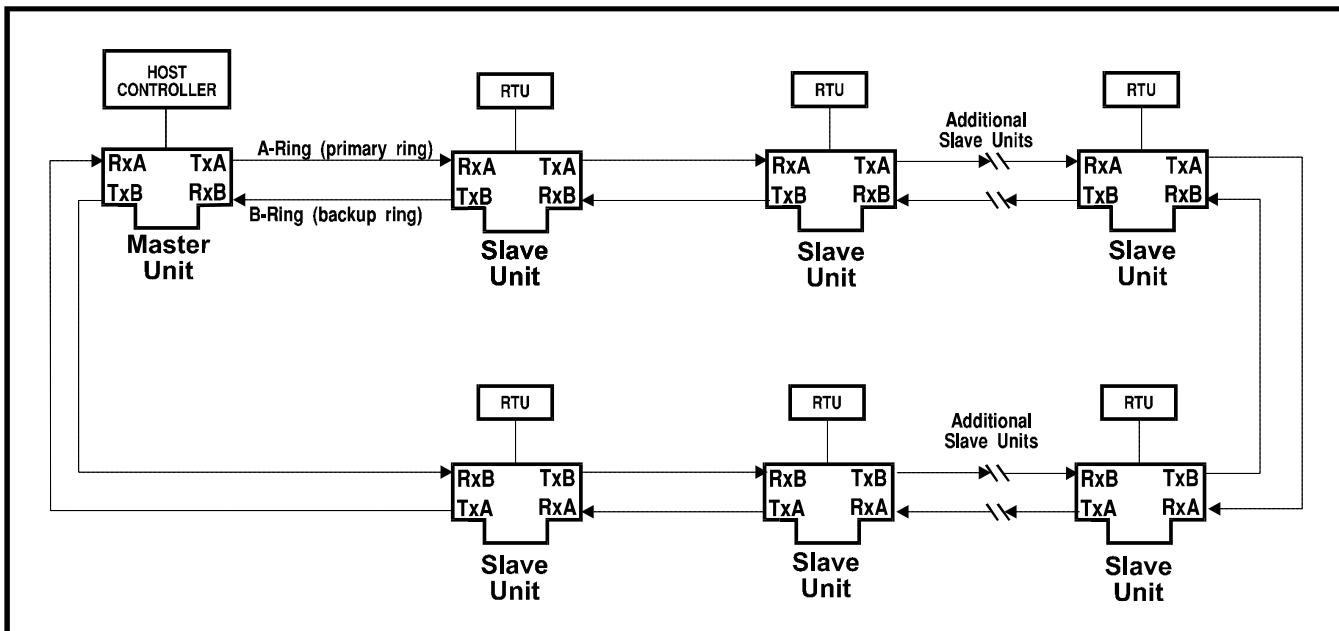 HOST
CONTROLLER
RTU
RTU
RTU
Additional
Slave Units
A-Ring (primary ring)
RxA TxA
TxB RxB
RxA TxA
TxB RxB
RxA TxA
TxB RxB
RxA TxA
TxB RxB
B-Ring (backup ring)
Master
Unit
Slave
Unit
Slave
Unit
Slave
Unit
RTU
RTU
RTU
Additional
Slave Units
RxB TxB
TxA RxA
RxB TxB
TxA RxA
RxB TxB
TxA RxA
Slave
Unit
Slave
Unit
Slave
Unit